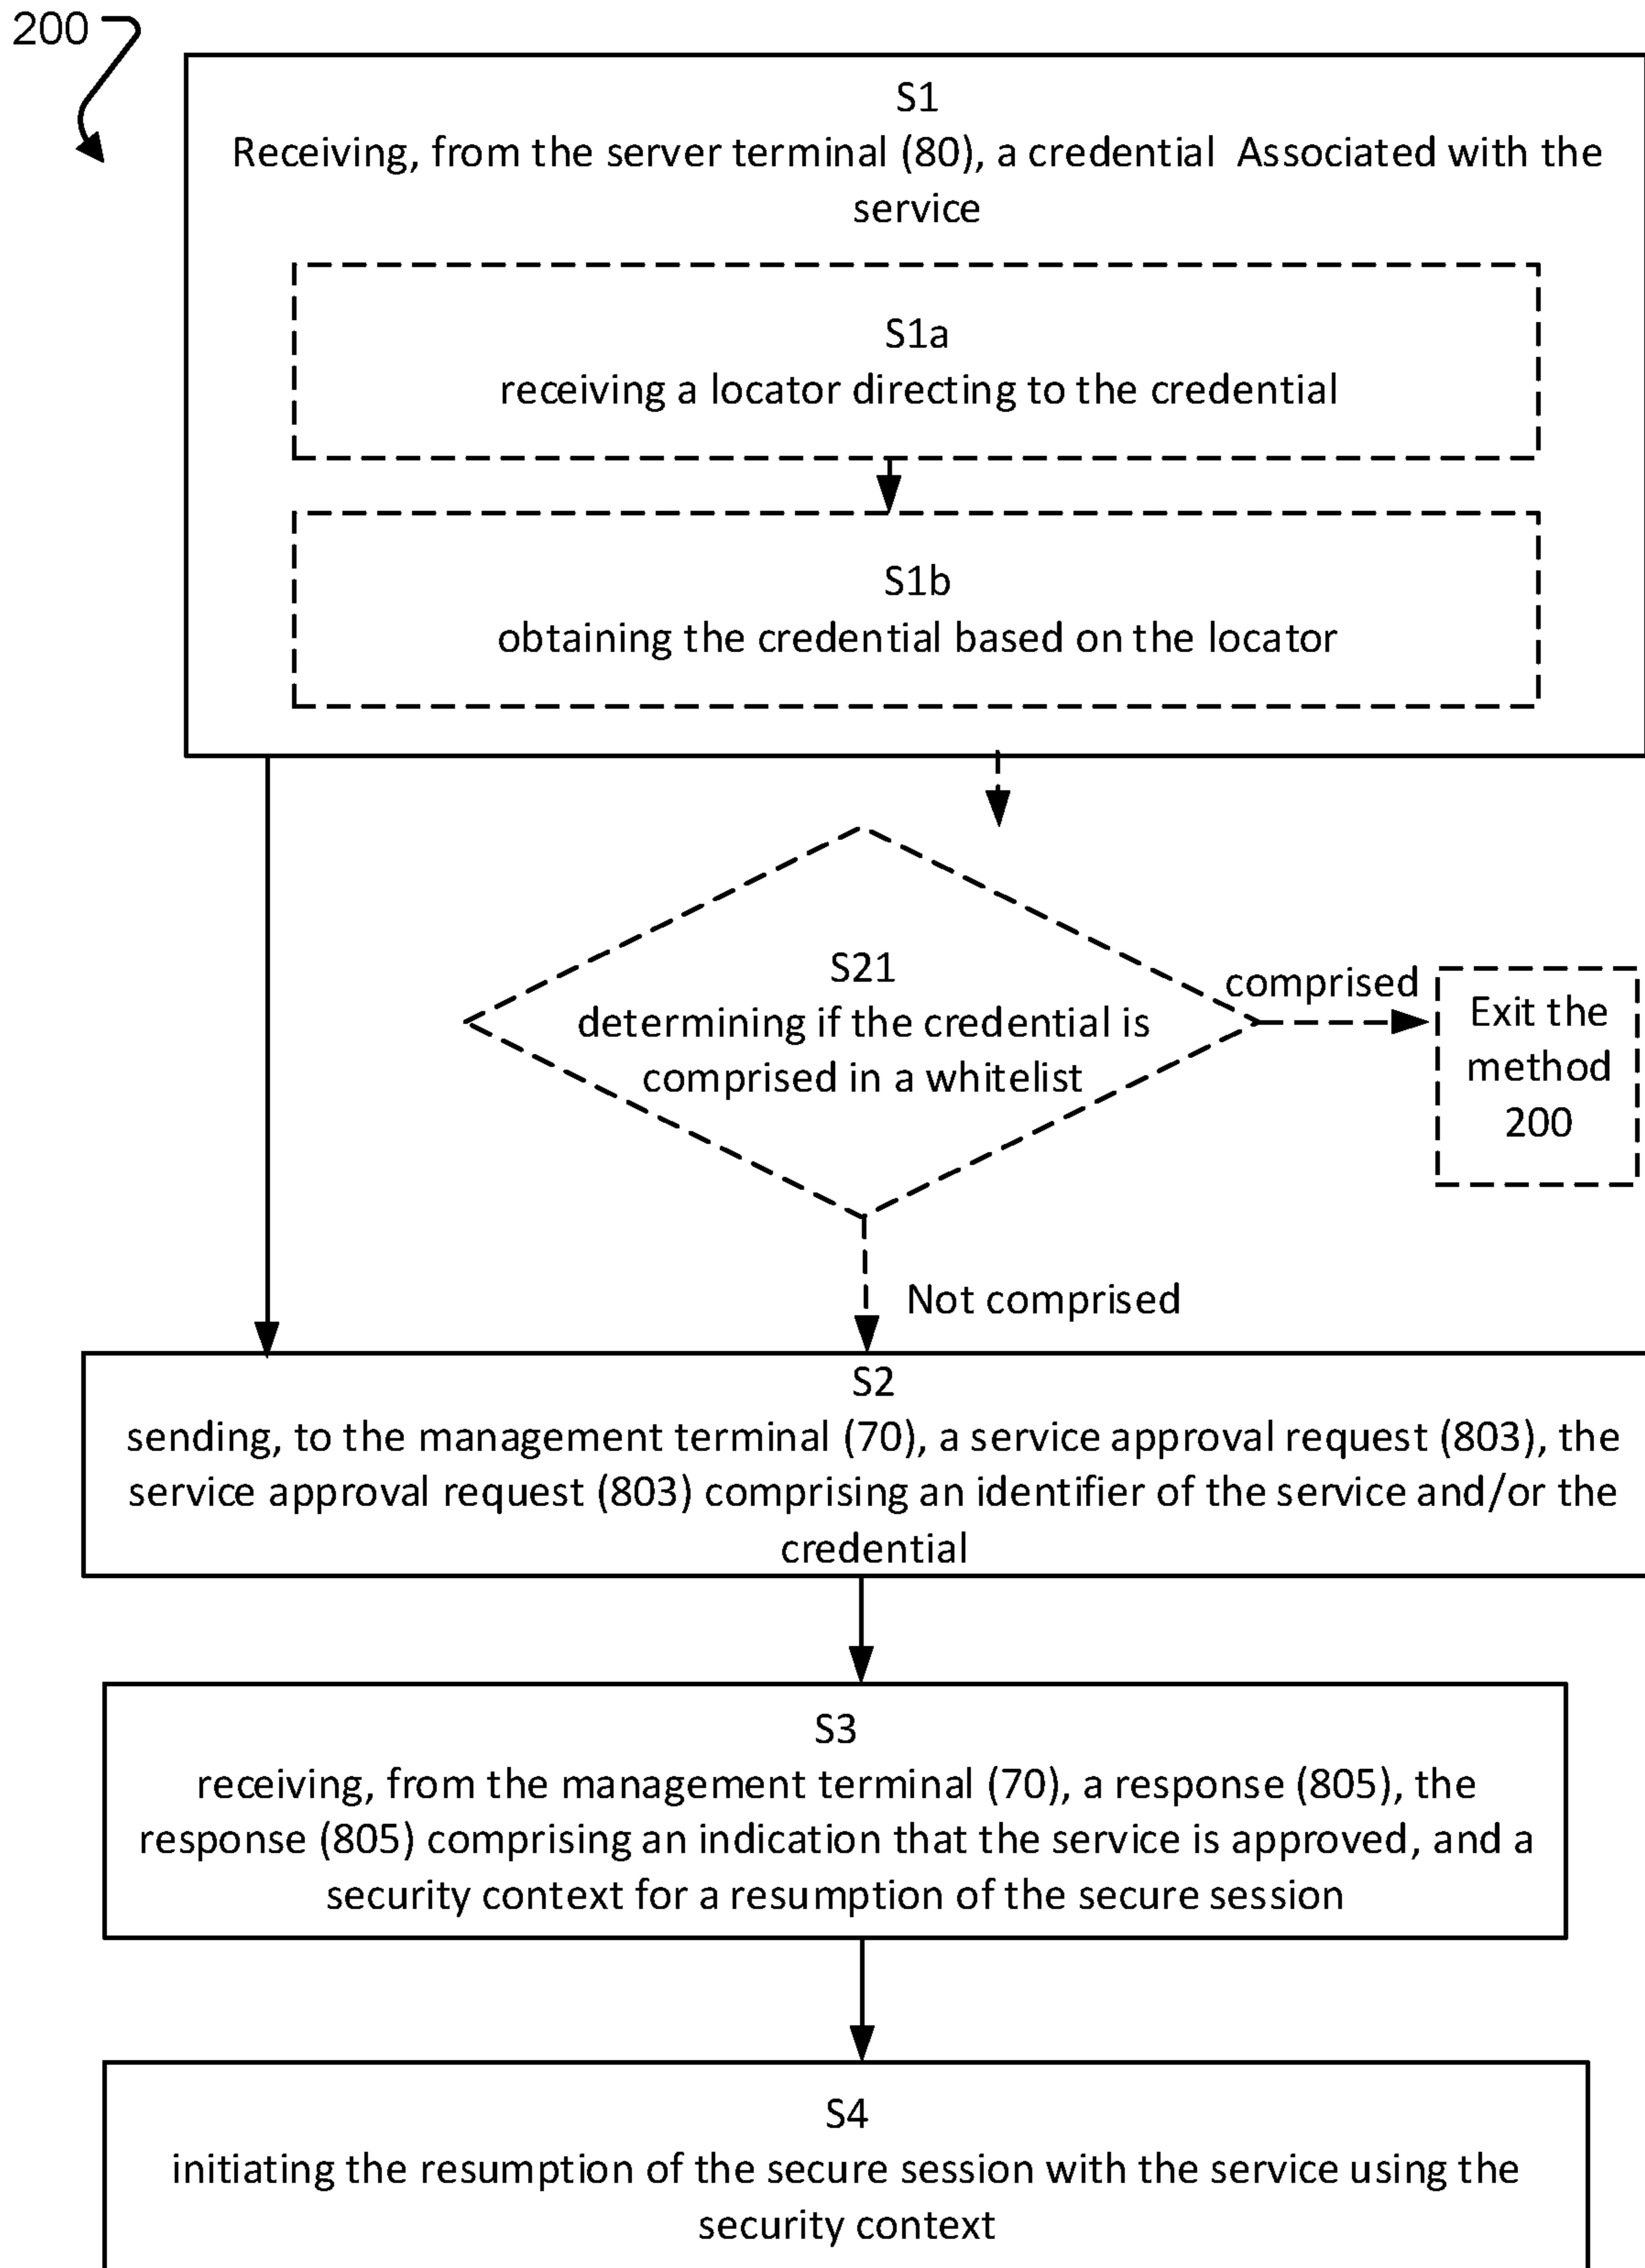 200
S1
Receiving, from the server terminal (80), a credential Associated with the
service
S1a
receiving a locator directing to the credential
S1b
obtaining the credential based on the locator
S21
determining if the credential is
comprised in a whitelist
comprised
Exit the
method
200
Not comprised
S2
sending, to the management terminal (70), a service approval request (803), the
service approval request (803) comprising an identifier of the service and/or the
credential
S3
receiving, from the management terminal (70), a response (805), the
response (805) comprising an indication that the service is approved, and a
security context for a resumption of the secure session
S4
initiating the resumption of the secure session with the service using the
security context